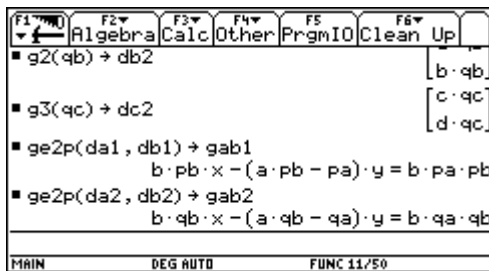 F1 F2 F3 F4 F5 F6
Algebra Calc Other PrgmIO Clean Up
■ g2(qb) → db2
[b·qb]
■ g3(qc) → dc2
[c·qc]
[d·qc]
■ ge2p(da1, db1) → gab1
b·pb·x − (a·pb − pa)·y = b·pa·pb
■ ge2p(da2, db2) → gab2
b·qb·x − (a·qb − qa)·y = b·qa·qb
MAIN DEG AUTO FUNC 11/50